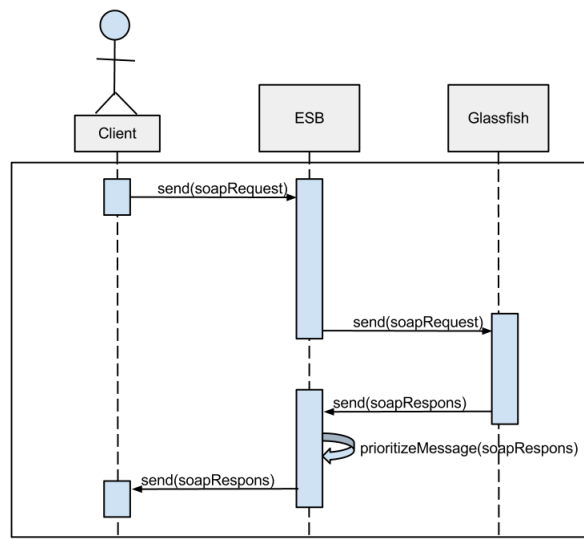 Client
ESB
Glassfish
send(soapRequest)
send(soapRequest)
send(soapRespons)
prioritizeMessage(soapRespons)
send(soapRespons)